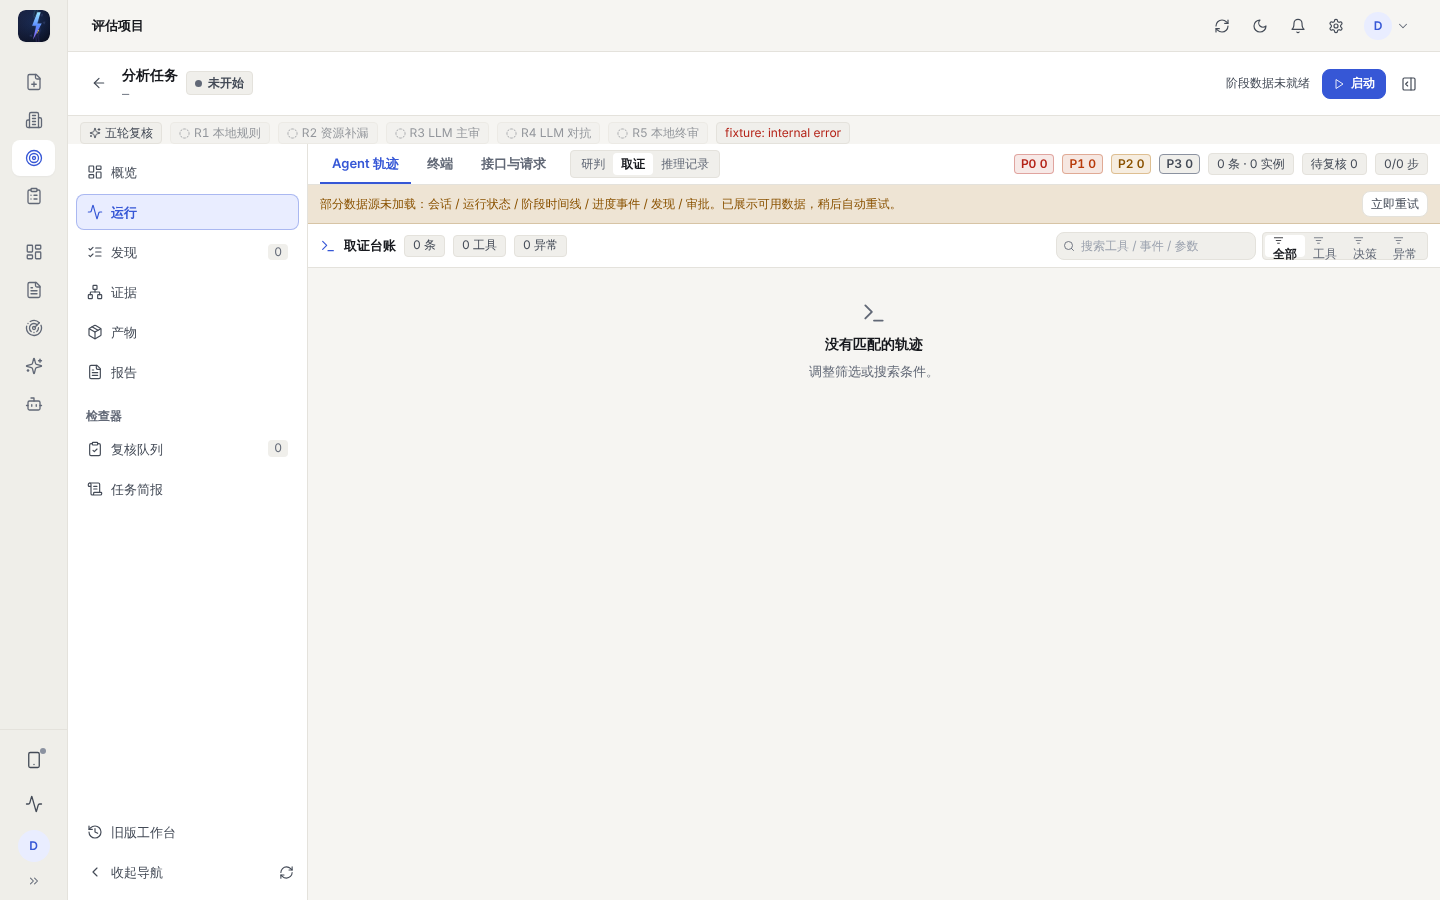 评估项目
D
分析任务
–
未开始
阶段数据未就绪
启动
五轮复核
R1 本地规则
R2 资源补漏
R3 LLM 主审
R4 LLM 对抗
R5 本地终审
fixture: internal error
概览
运行
发现 0
证据
产物
报告
检查器
复核队列 0
任务简报
旧版工作台
收起导航
D
Agent 轨迹
终端
接口与请求
研判
取证
推理记录
P0 0
P1 0
P2 0
P3 0
0 条 · 0 实例
待复核 0
0/0 步
部分数据源未加载：会话 / 运行状态 / 阶段时间线 / 进度事件 / 发现 / 审批。已展示可用数据，稍后自动重试。
立即重试
取证台账
0 条
0 工具
0 异常
搜索工具 / 事件 / 参数
全部
工具
决策
异常
没有匹配的轨迹
调整筛选或搜索条件。